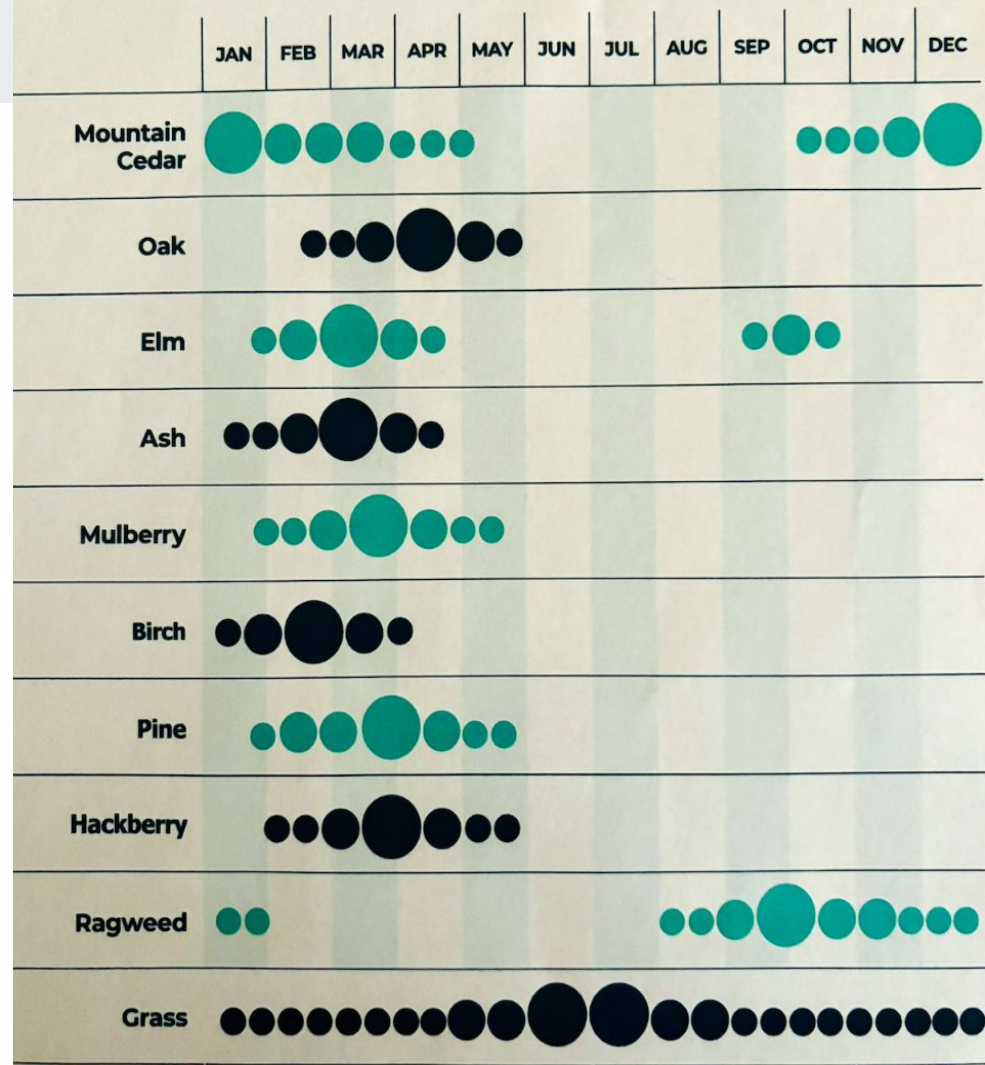 JAN FEB MAR APR MAY JUN JUL AUG SEP OCT NOV DEC
Mountain
Cedar
Oak
Elm
Ash
Mulberry
Birch
Pine
Hackberry
Ragweed
Grass